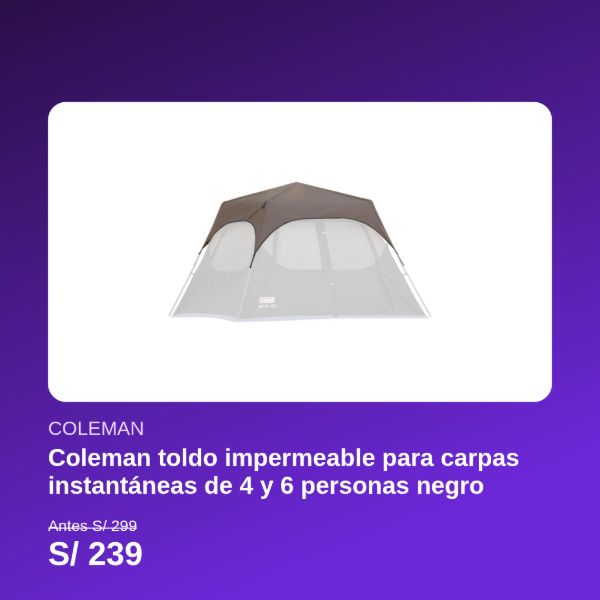 COLEMAN
Coleman toldo impermeable para carpas
instantáneas de 4 y 6 personas negro
Antes S/ 299
S/ 239